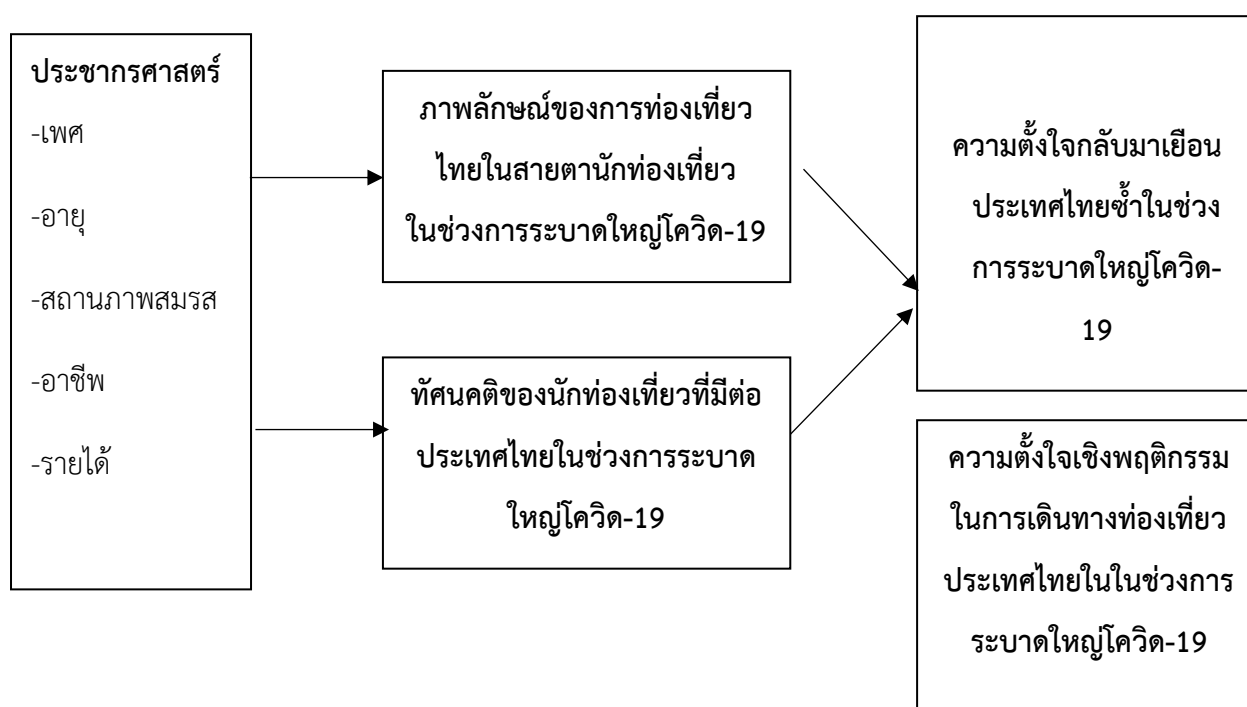 ประชากรศาสตร์
-เพศ
-อายุ
-สถานภาพสมรส
-อาชีพ
-รายได้
ภาพลักษณ์ของการท่องเที่ยว
ไทยในสายตานักท่องเที่ยว
ในช่วงการระบาดใหญ่โควิด-19
ทัศนคติของนักท่องเที่ยวที่มีต่อ
ประเทศไทยในช่วงการระบาด
ใหญ่โควิด-19
ความตั้งใจกลับมาเยือน
ประเทศไทยซ้ำในช่วง
การระบาดใหญ่โควิด-
19
ความตั้งใจเชิงพฤติกรรม
ในการเดินทางท่องเที่ยว
ประเทศไทยในในช่วงการ
ระบาดใหญ่โควิด-19